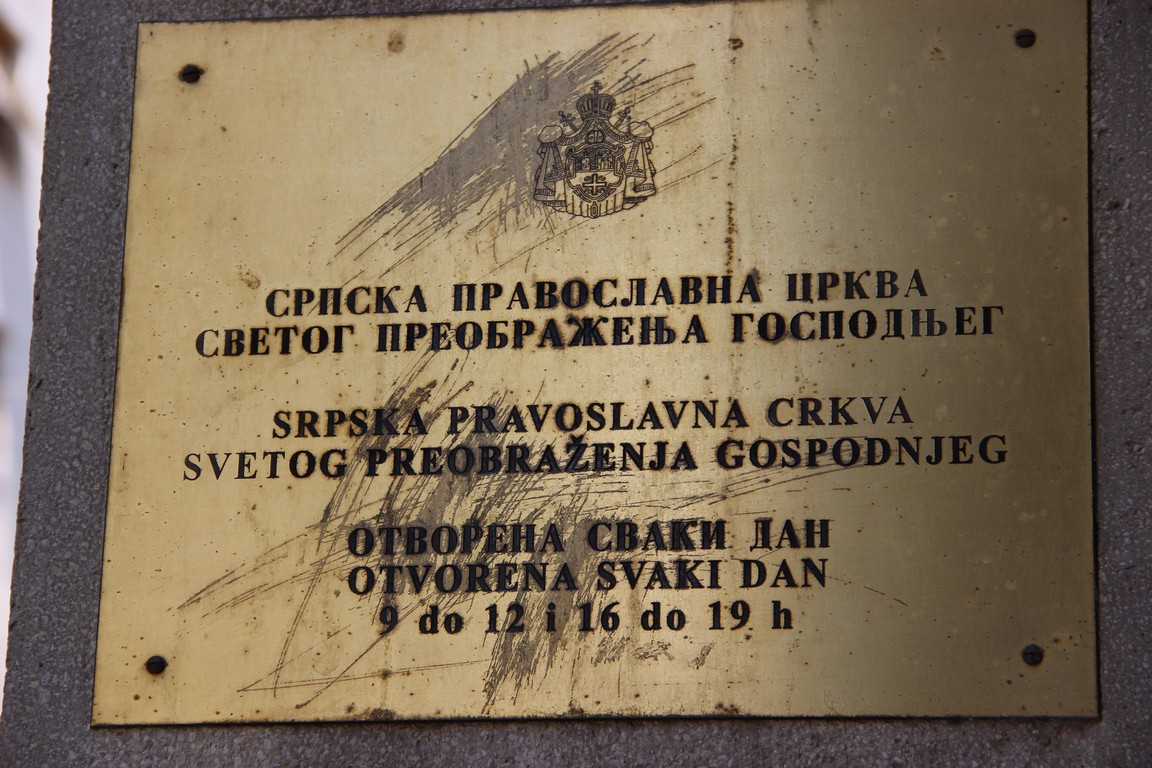 СРПСКА ПРАВОСЛАВНА ЦРКВА
СВЕТОГ ПРЕОБРАЖЕЊА ГОСПОДЊЕГ
SRPSKA PRAVOSLAVNA CRKVA
SVETOG PREOBRAŽENJA GOSPODNJEG
ОТВОРЕНА СВАКИ ДАН
OTVORENA SVAKI DAN
9 do 12 i 16 do 19 h